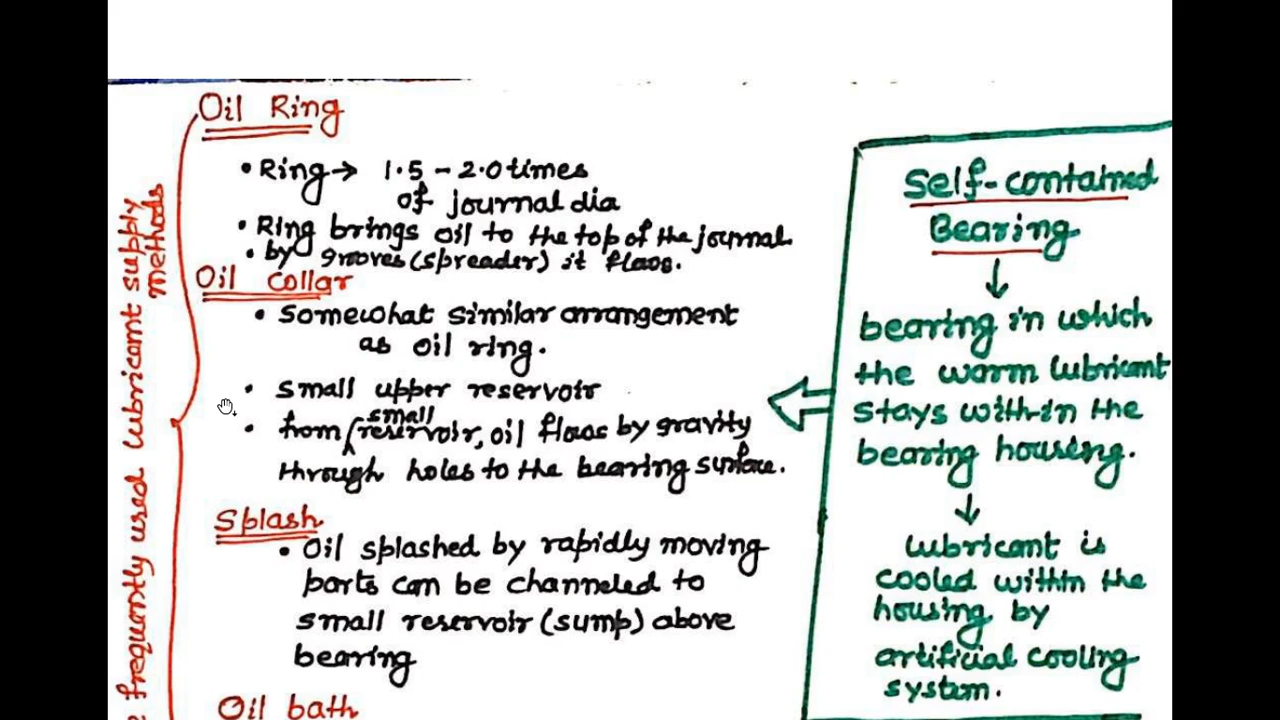 Oil Ring
• Ring → 1.5 - 2.0 times
of journal dia
• Ring brings oil to the top of the journal.
• by grooves (spreader) it flows.
Oil collar
• Somewhat similar arrangement
as oil ring.
• small upper reservoir
small
• from reservoir, oil flows by gravity
through holes to the bearing surface.
Splash
• Oil splashed by rapidly moving
parts can be channeled to
small reservoir (sump) above
bearing
Oil bath
frequently used lubricant supply
methods
Self-contained
Bearing
↓
bearing in which
the warm lubricant
stays within the
bearing housing.
↓
lubricant is
cooled within the
housing by
artificial cooling
system.